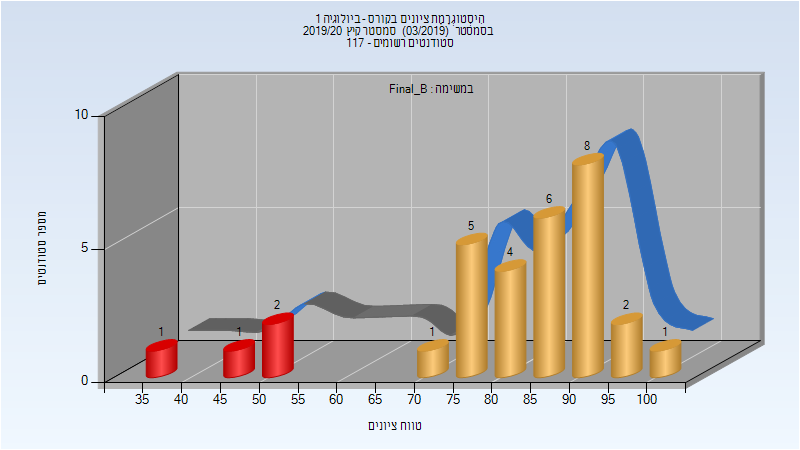 היסטוגרמת ציונים בקורס - ביולוגיה 1
בסמסטר (03/2019) סמסטר קיץ 2019/20
סטודנטים רשומים - 117
במשימה : Final_B
מספר סטודנטים
10
5
0
1
1
2
1
5
4
6
8
2
1
35 40 45 50 55 60 65 70 75 80 85 90 95 100
טווח ציונים